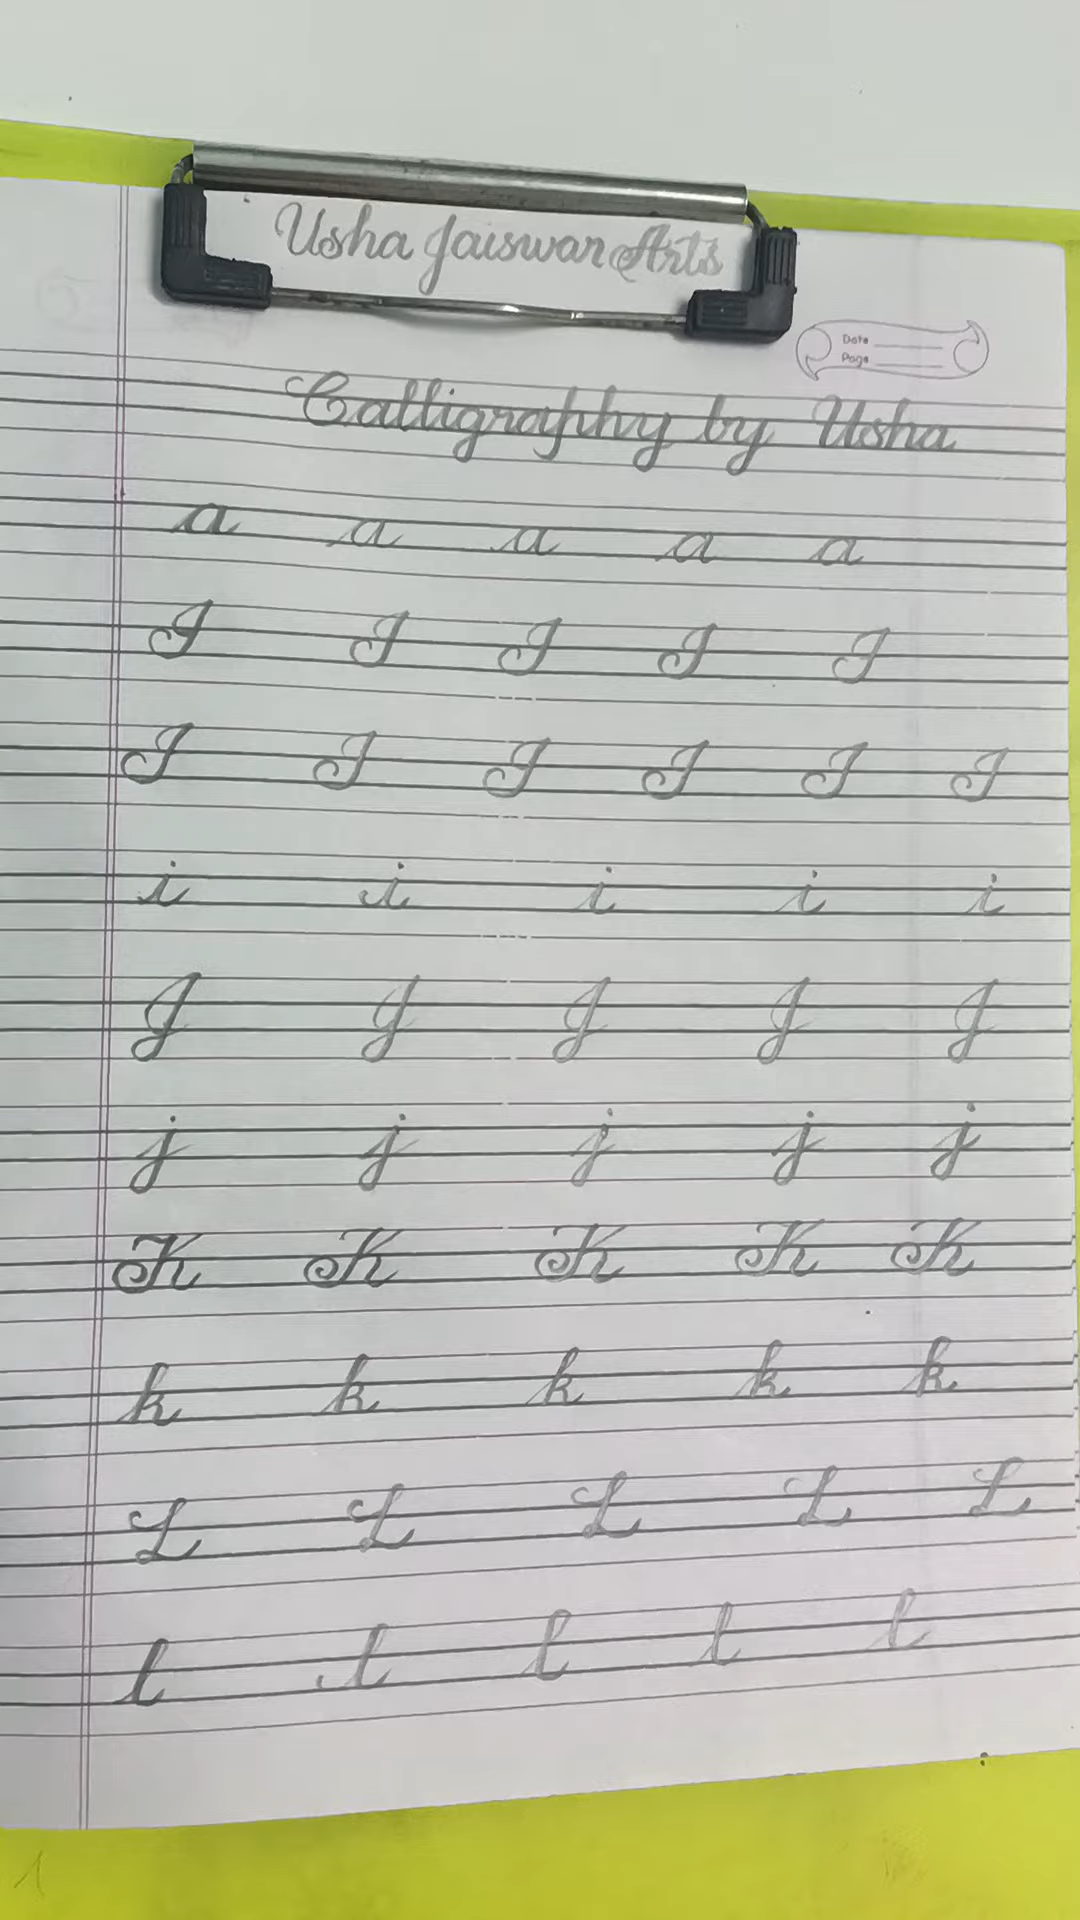 Usha Jaiswar Arts
Date
Page
Calligraphy by Usha
a a a a a
I I I I I
I I I I I I
i i i i i
J J J J J
j j j j j
K K K K K
k k k k k
L L L L L
l l l l l